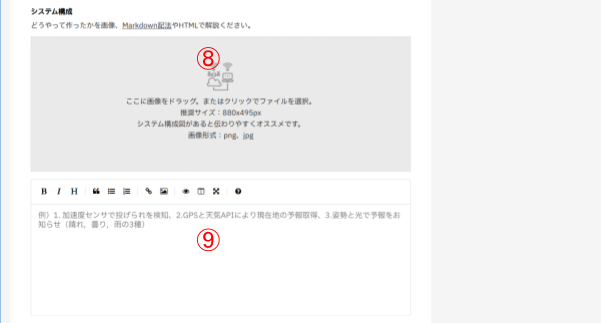 システム構成
どうやって作ったかを画像、Markdown記法やHTMLで解説ください。
⑧
ここに画像をドラッグ。またはクリックでファイルを選択。
推奨サイズ：880x495px
システム構成図があると伝わりやすくオススメです。
画像形式：png、jpg
B I H
例）1. 加速度センサで投げられを検知、2.GPSと天気APIにより現在地の予報取得、3.姿勢と光で予報をお
知らせ（晴れ，曇り，雨の3種）
⑨